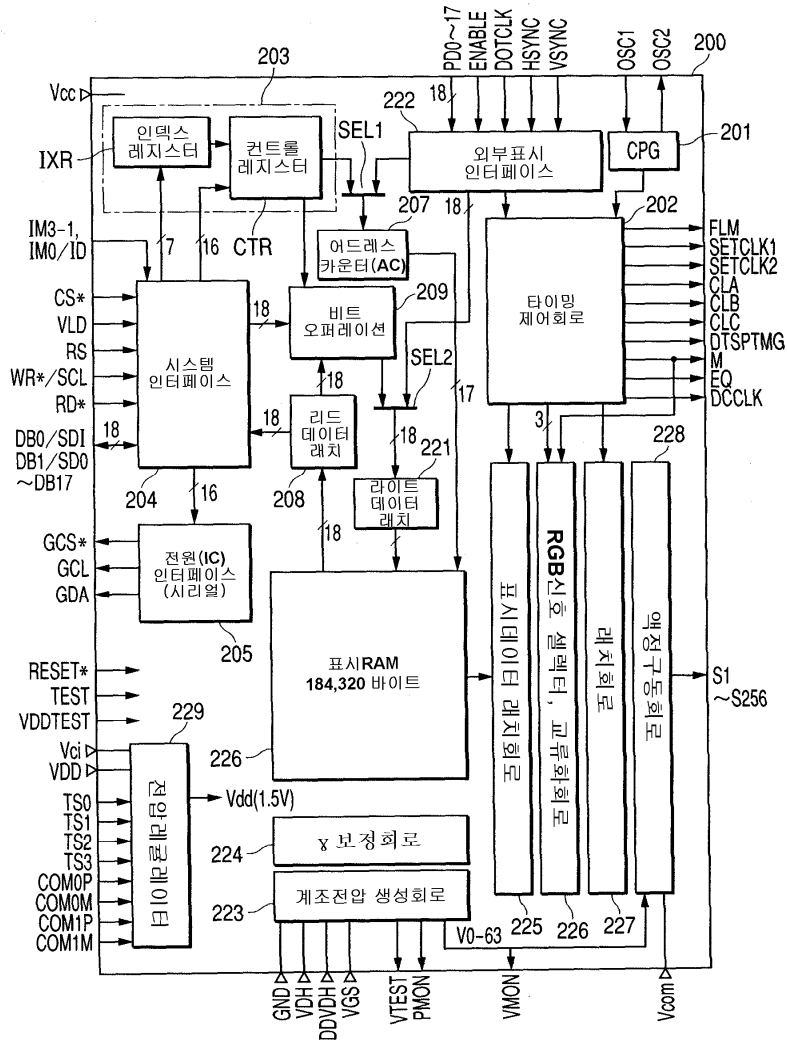 PD0~17
ENABLE
DOTCLK
HSYNC
VSYNC
OSC1
OSC2
200
Vcc
203
18
222
SEL1
인덱스
레지스터
IXR
컨트롤
레지스터
외부표시
인터페이스
CPG
201
18
207
202
IM3-1,
IM0/ID
7
16
CTR
어드레스
카운터(AC)
FLM
SETCLK1
SETCLK2
CLA
CLB
CLC
DTSPTMG
M
EQ
DCCLK
CS*
VLD
RS
WR*/SCL
RD*
DB0/SDI
DB1/SD0
~DB17
18
시스템
인터페이스
18
비트
오퍼레이션
209
타이밍
제어회로
SEL2
17
18
18
리드
데이터
래치
208
18
221
3
228
204
16
라이트
데이터
래치
18
GCS*
GCL
GDA
전원(IC)
인터페이스
(시리얼)
205
표시RAM
184,320 바이트
226
표시데이터 래치회로
RGB신호 셀렉터, 교류화회로
래치회로
액정구동회로
S1
~S256
RESET*
TEST
VDDTEST
229
Vci
VDD
TS0
TS1
TS2
TS3
COM0P
COM0M
COM1P
COM1M
전압레귤레이터
Vdd(1.5V)
224
γ 보정회로
223
계조전압 생성회로
V0-63
225
226
227
GND
VDH
DDVDH
VGS
VTEST
PMON
VMON
Vcom